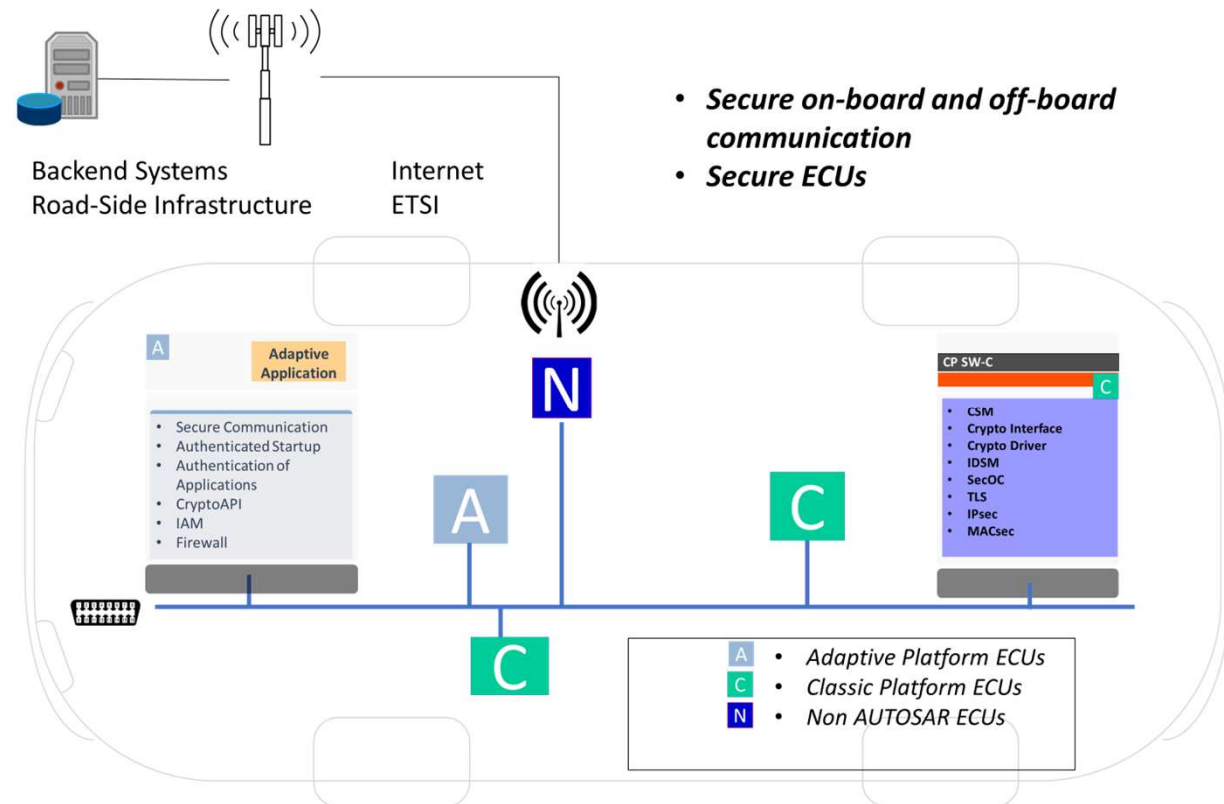 • Secure on-board and off-board
communication
• Secure ECUs
Backend Systems
Road-Side Infrastructure
Internet
ETSI
A
Adaptive
Application
• Secure Communication
• Authenticated Startup
• Authentication of
Applications
• CryptoAPI
• IAM
• Firewall
A
N
C
C
CP SW-C
C
• CSM
• Crypto Interface
• Crypto Driver
• IDSM
• SecOC
• TLS
• IPsec
• MACsec
A • Adaptive Platform ECUs
C • Classic Platform ECUs
N • Non AUTOSAR ECUs